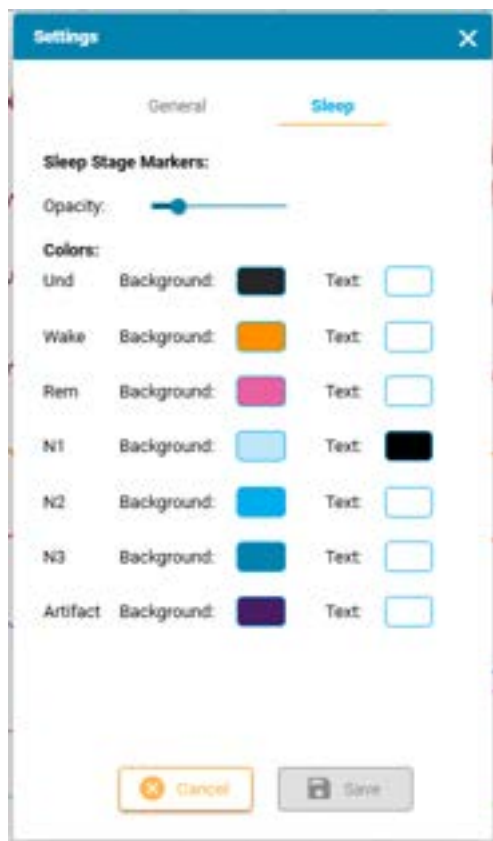 Settings
General Sleep
Sleep Stage Markers:
Opacity:
Colors:
Und Background: Text:
Wake Background: Text:
Rem Background: Text:
N1 Background: Text:
N2 Background: Text:
N3 Background: Text:
Artifact Background: Text:
Cancel Save